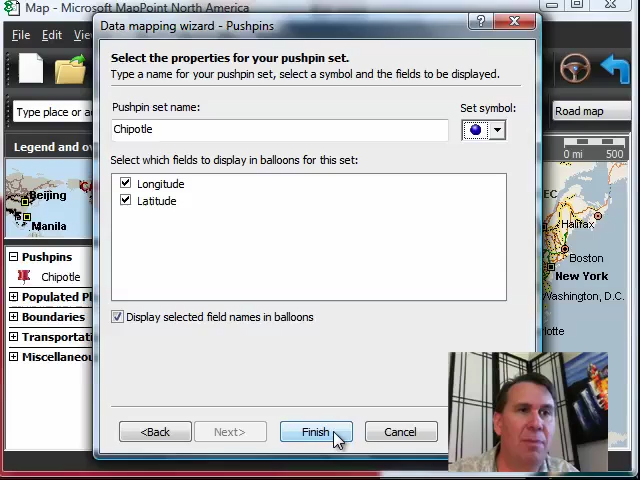 Map - Microsoft MapPoint North America
File Edit
Data mapping wizard - Pushpins
Select the properties for your pushpin set.
Type a name for your pushpin set, select a symbol and the fields to be displayed.
Pushpin set name:
Set symbol:
Chipotle
Select which fields to display in balloons for this set:
Longitude
Latitude
Display selected field names in balloons
<Back
Next>
Finish
Cancel
Type place or
Road map
Legend and
0 mi 500
Beijing
Manila
Pushpins
Chipotle
Populated
Boundaries
Transportati
Miscellaneou
EC
Halifax
Boston
New York
Washington, D.C.
lotte